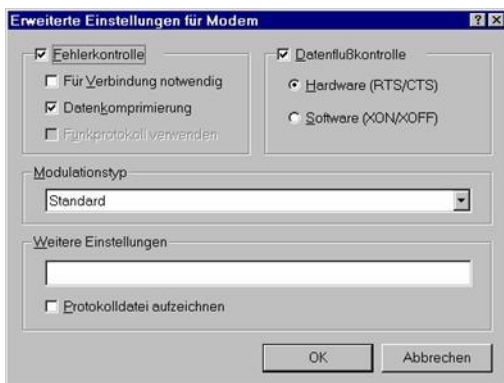 Erweiterte Einstellungen für Modem
Fehlerkontrolle
Für Verbindung notwendig
Datenkomprimierung
Funkprotokoll verwenden
Datenflußkontrolle
Hardware (RTS/CTS)
Software (XON/XOFF)
Modulationstyp
Standard
Weitere Einstellungen
Protokolldatei aufzeichnen
OK
Abbrechen